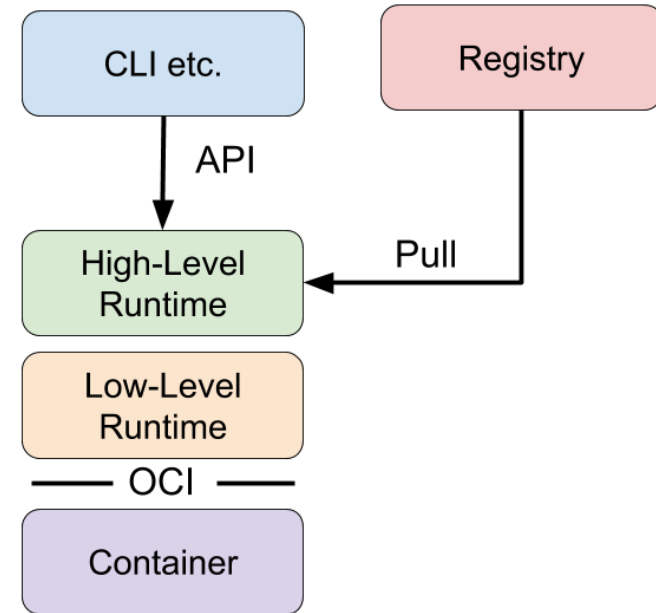 CLI etc.
Registry
API
High-Level
Runtime
Pull
Low-Level
Runtime
OCI
Container